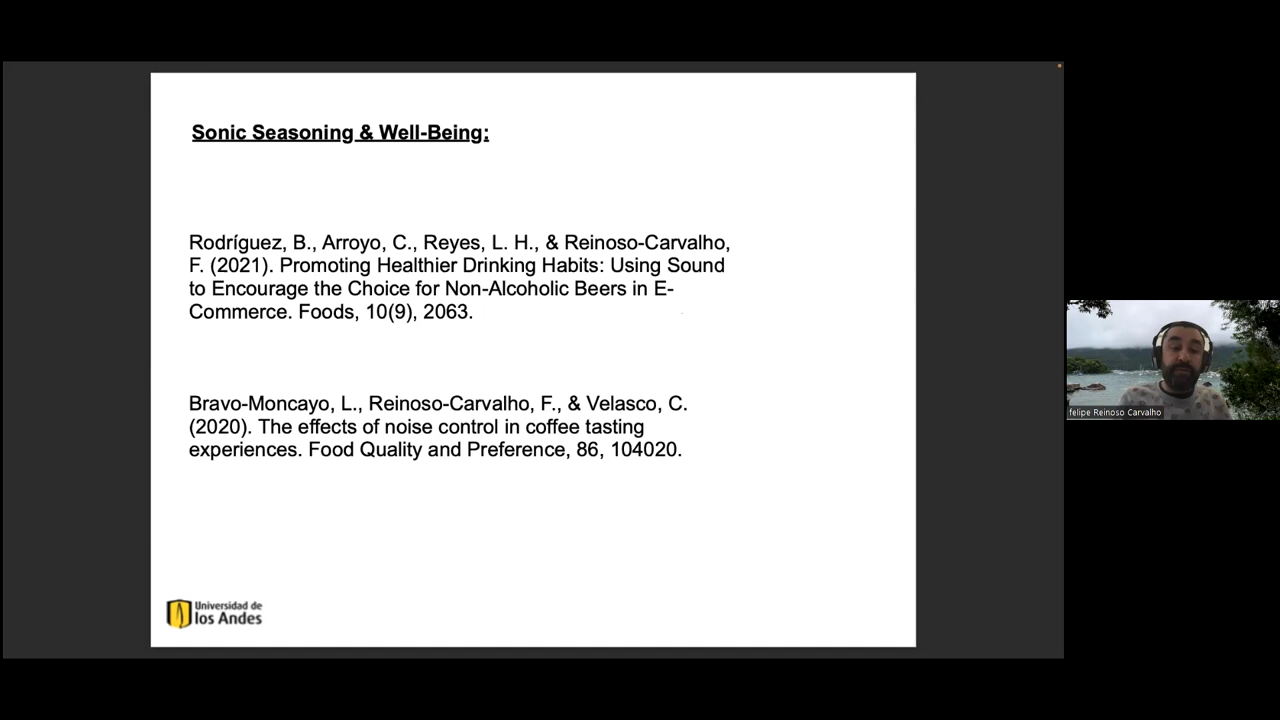 Sonic Seasoning & Well-Being:
Rodríguez, B., Arroyo, C., Reyes, L. H., & Reinoso-Carvalho,
F. (2021). Promoting Healthier Drinking Habits: Using Sound
to Encourage the Choice for Non-Alcoholic Beers in E-
Commerce. Foods, 10(9), 2063.
Bravo-Moncayo, L., Reinoso-Carvalho, F., & Velasco, C.
(2020). The effects of noise control in coffee tasting
experiences. Food Quality and Preference, 86, 104020.
Universidad de
los Andes
felipe Reinoso Carvalho